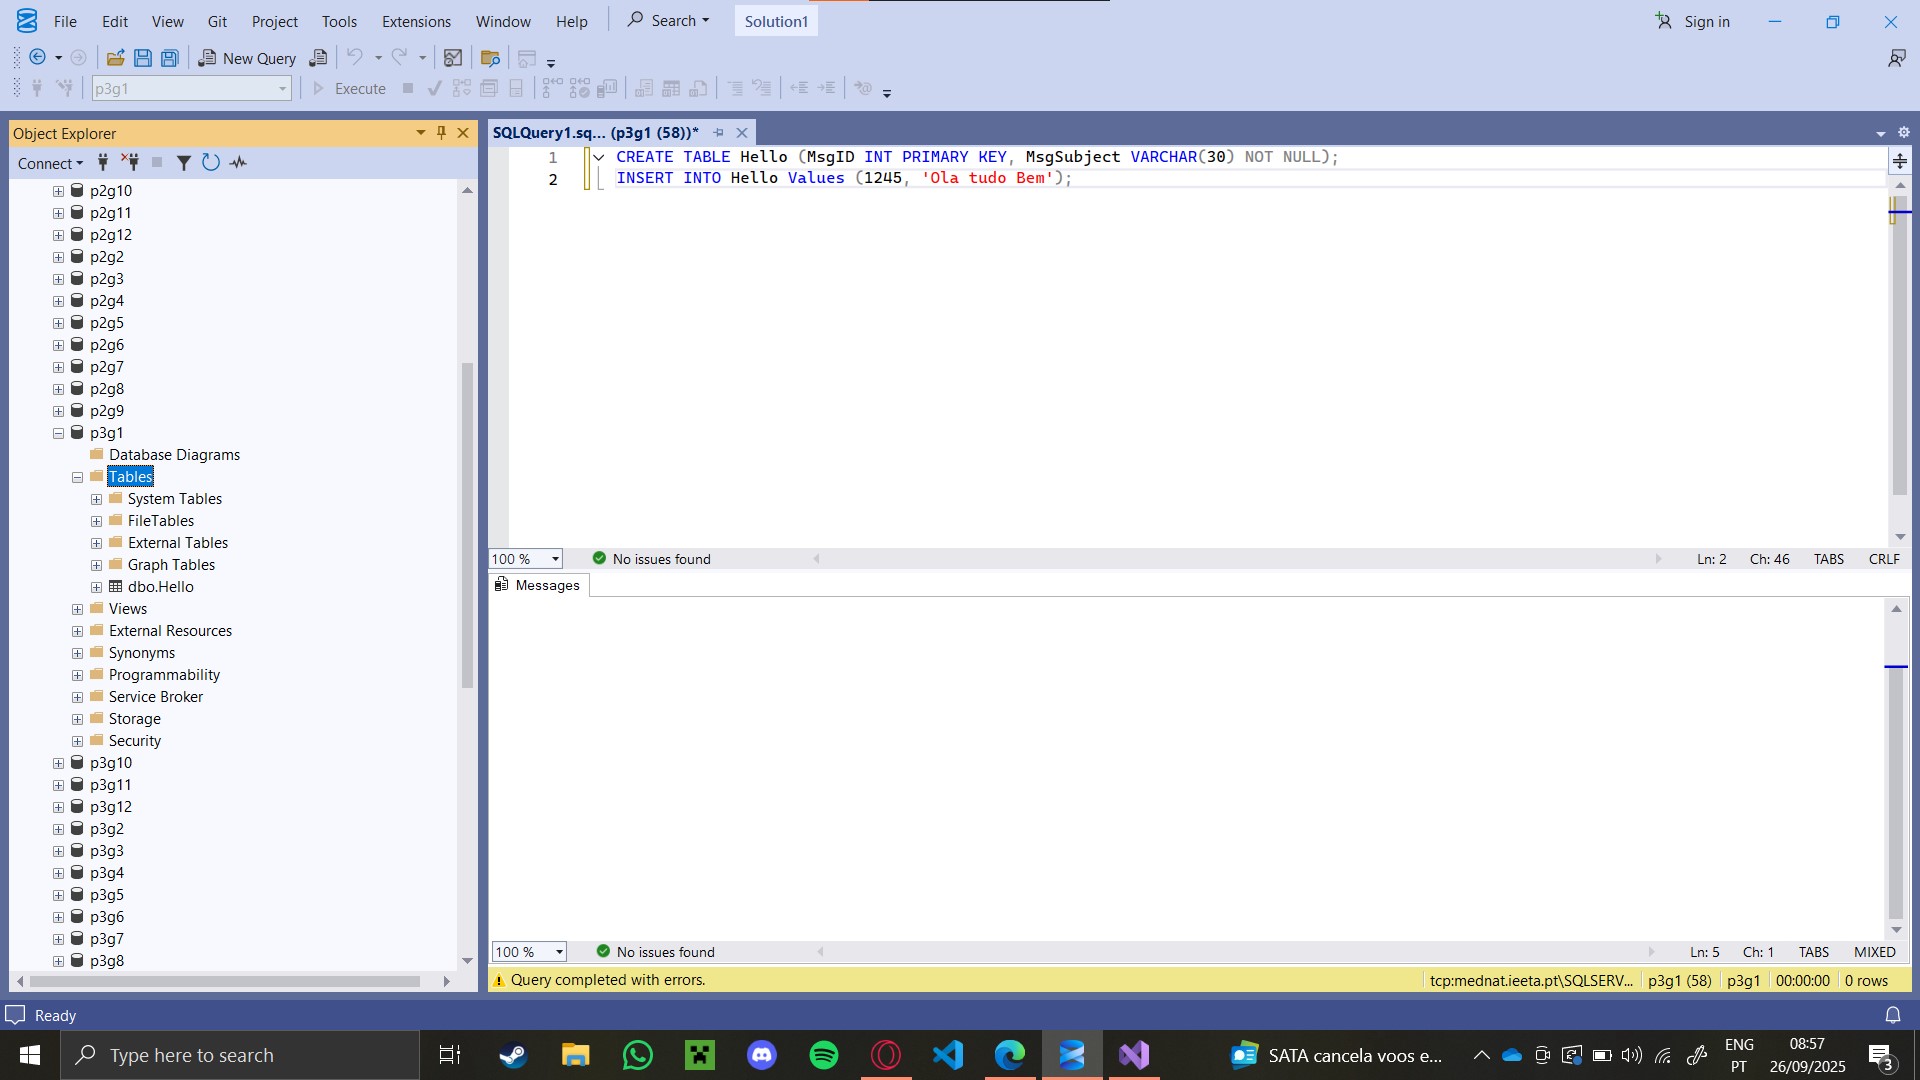 File Edit View Git Project Tools Extensions Window Help Search Solution1 Sign in
New Query
p3g1 Execute
Object Explorer
Connect
p2g10
p2g11
p2g12
p2g2
p2g3
p2g4
p2g5
p2g6
p2g7
p2g8
p2g9
p3g1
Database Diagrams
Tables
System Tables
FileTables
External Tables
Graph Tables
dbo.Hello
Views
External Resources
Synonyms
Programmability
Service Broker
Storage
Security
p3g10
p3g11
p3g12
p3g2
p3g3
p3g4
p3g5
p3g6
p3g7
p3g8
SQLQuery1.sq... (p3g1 (58))*
1 CREATE TABLE Hello (MsgID INT PRIMARY KEY, MsgSubject VARCHAR(30) NOT NULL);
2 INSERT INTO Hello Values (1245, 'Ola tudo Bem');
100 % No issues found Ln: 2 Ch: 46 TABS CRLF
Messages
100 % No issues found Ln: 5 Ch: 1 TABS MIXED
Query completed with errors. tcp:mednat.ieeta.pt\SQLSERV... p3g1 (58) p3g1 00:00:00 0 rows
Ready
Type here to search SATA cancela voos e... ENG 08:57
PT 26/09/2025 3